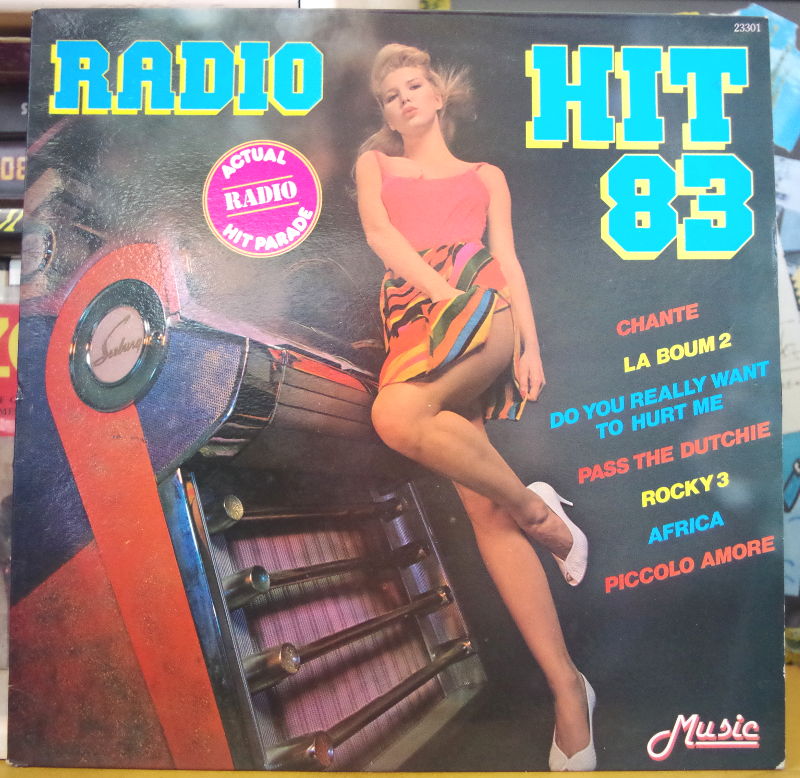 23301
RADIO
HIT
83
ACTUAL
RADIO
HIT PARADE
Seeburg
CHANTE
LA BOUM 2
DO YOU REALLY WANT
TO HURT ME
PASS THE DUTCHIE
ROCKY 3
AFRICA
PICCOLO AMORE
Music